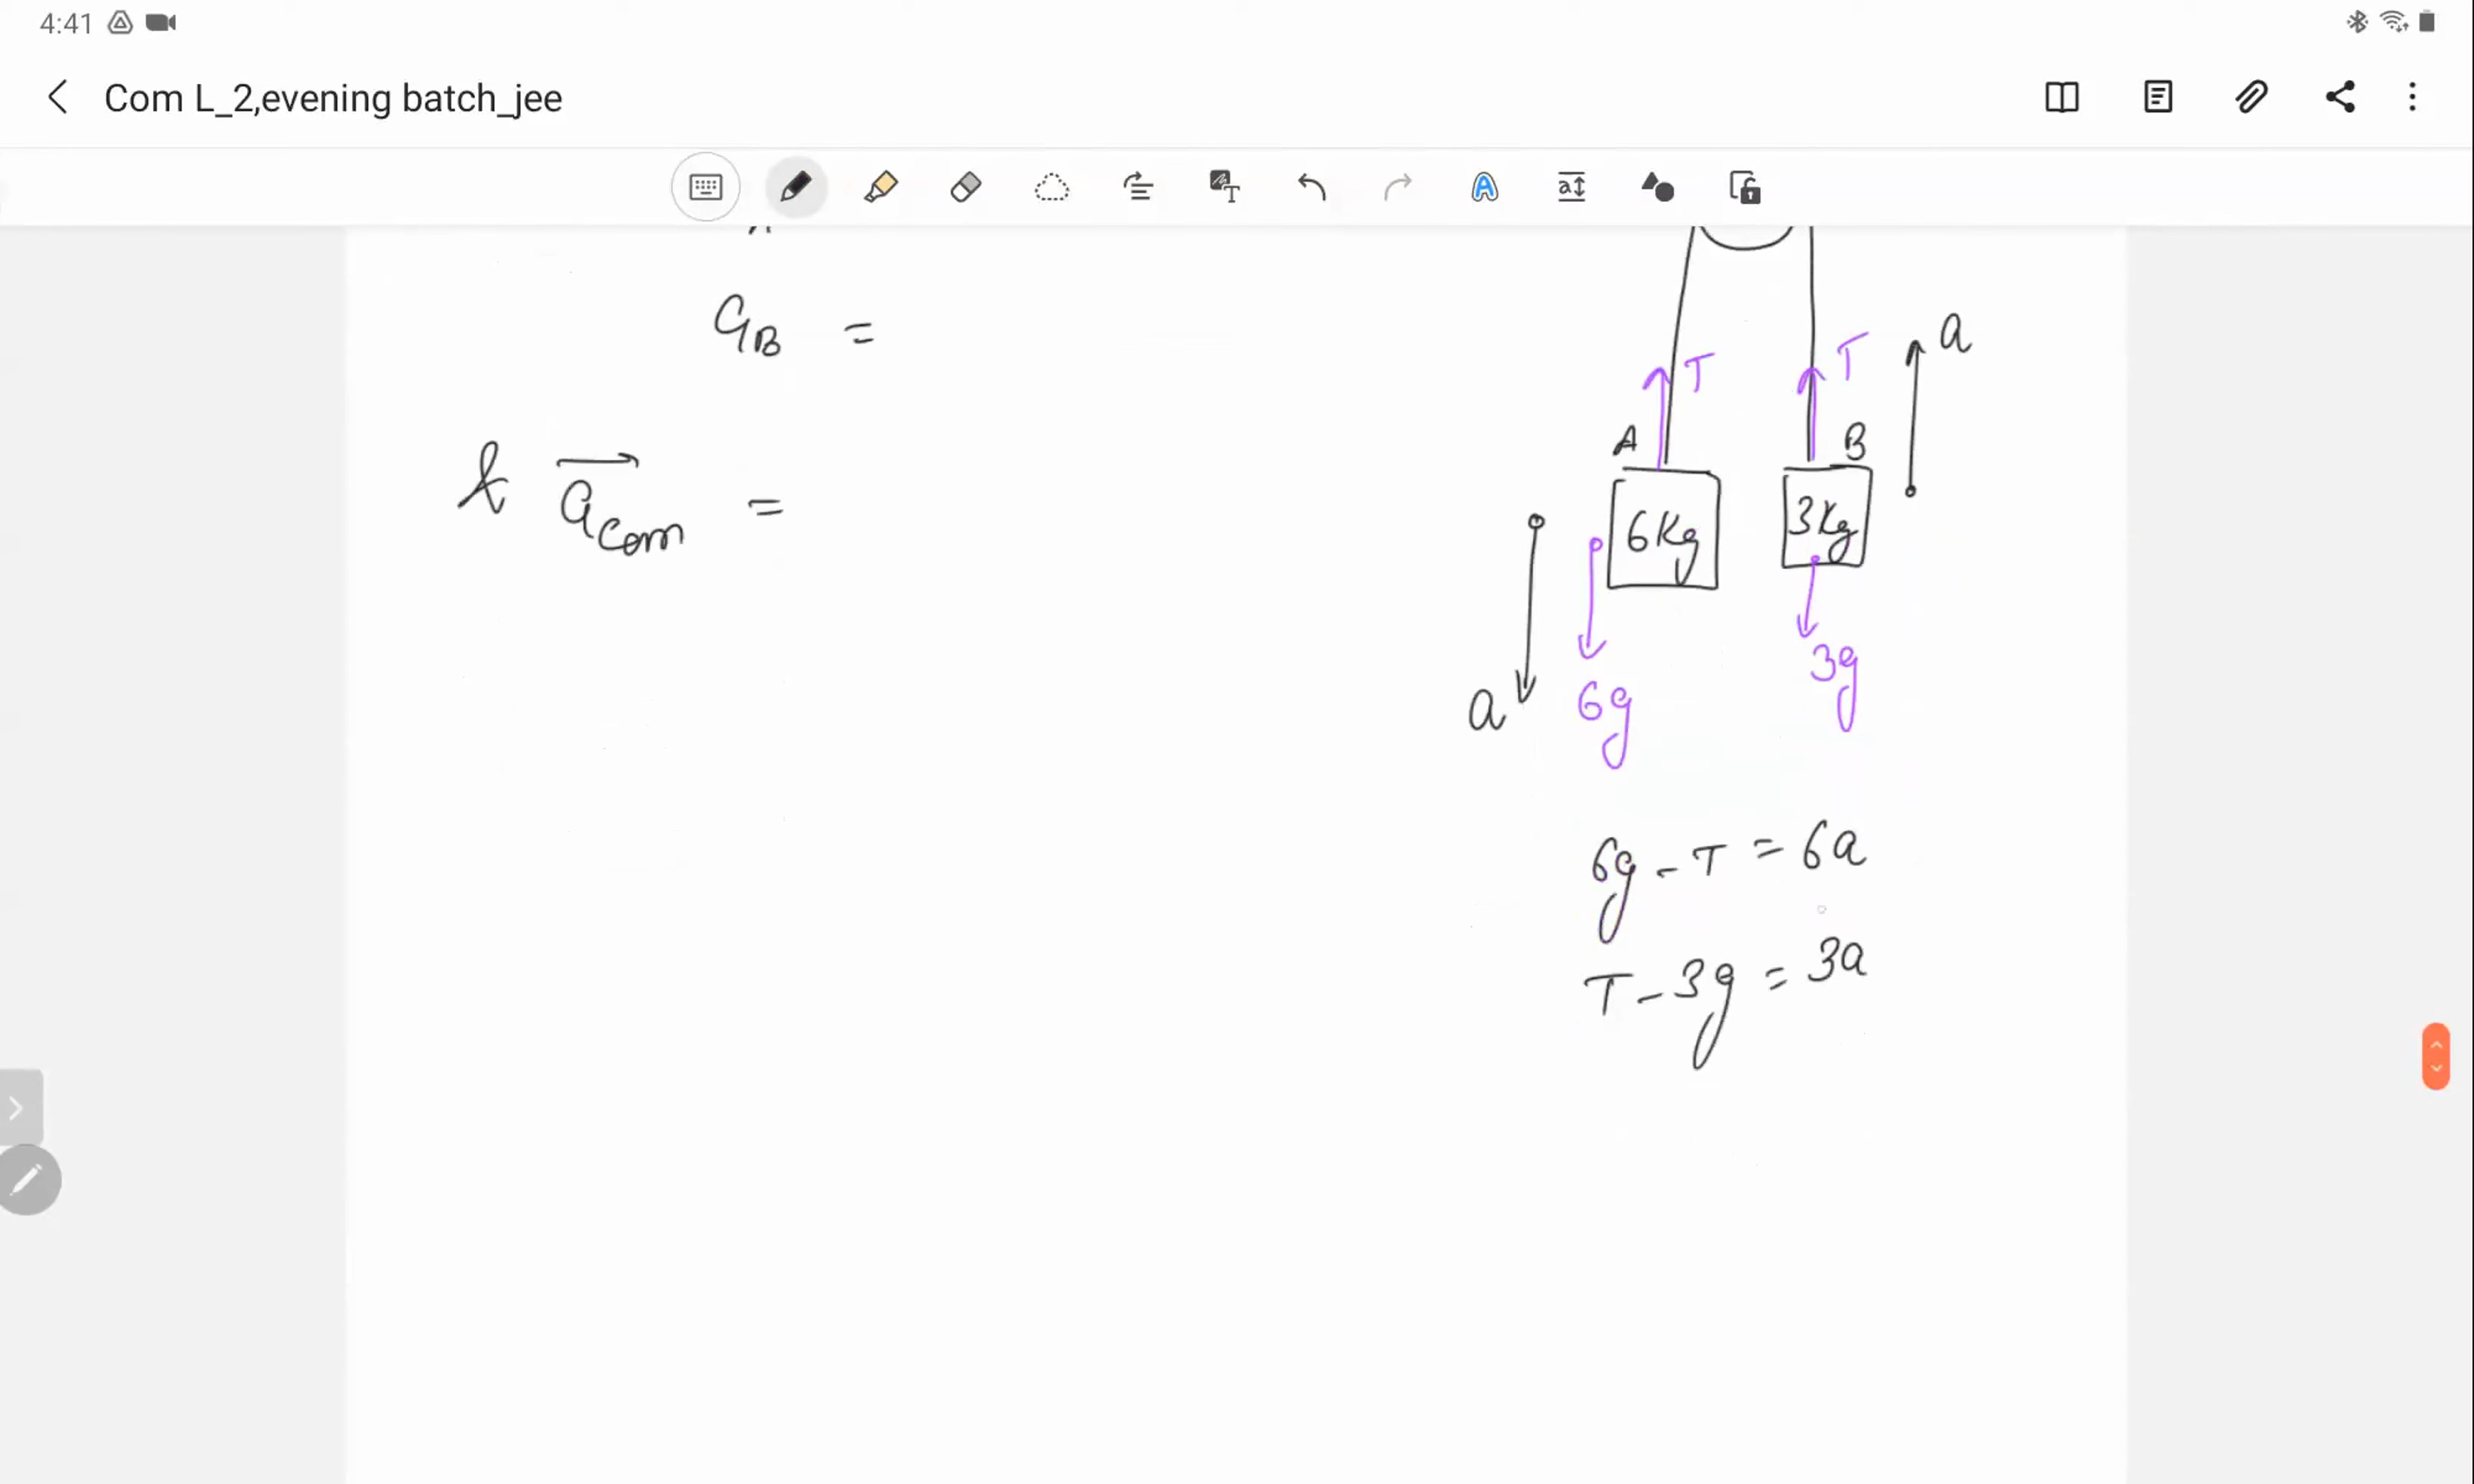 4:41
Com L_2,evening batch_jee
a_B =
& a⃗_com =
T
T
a
A
B
6Kg
3Kg
a
6g
3g
6g - T = 6a
T - 3g = 3a